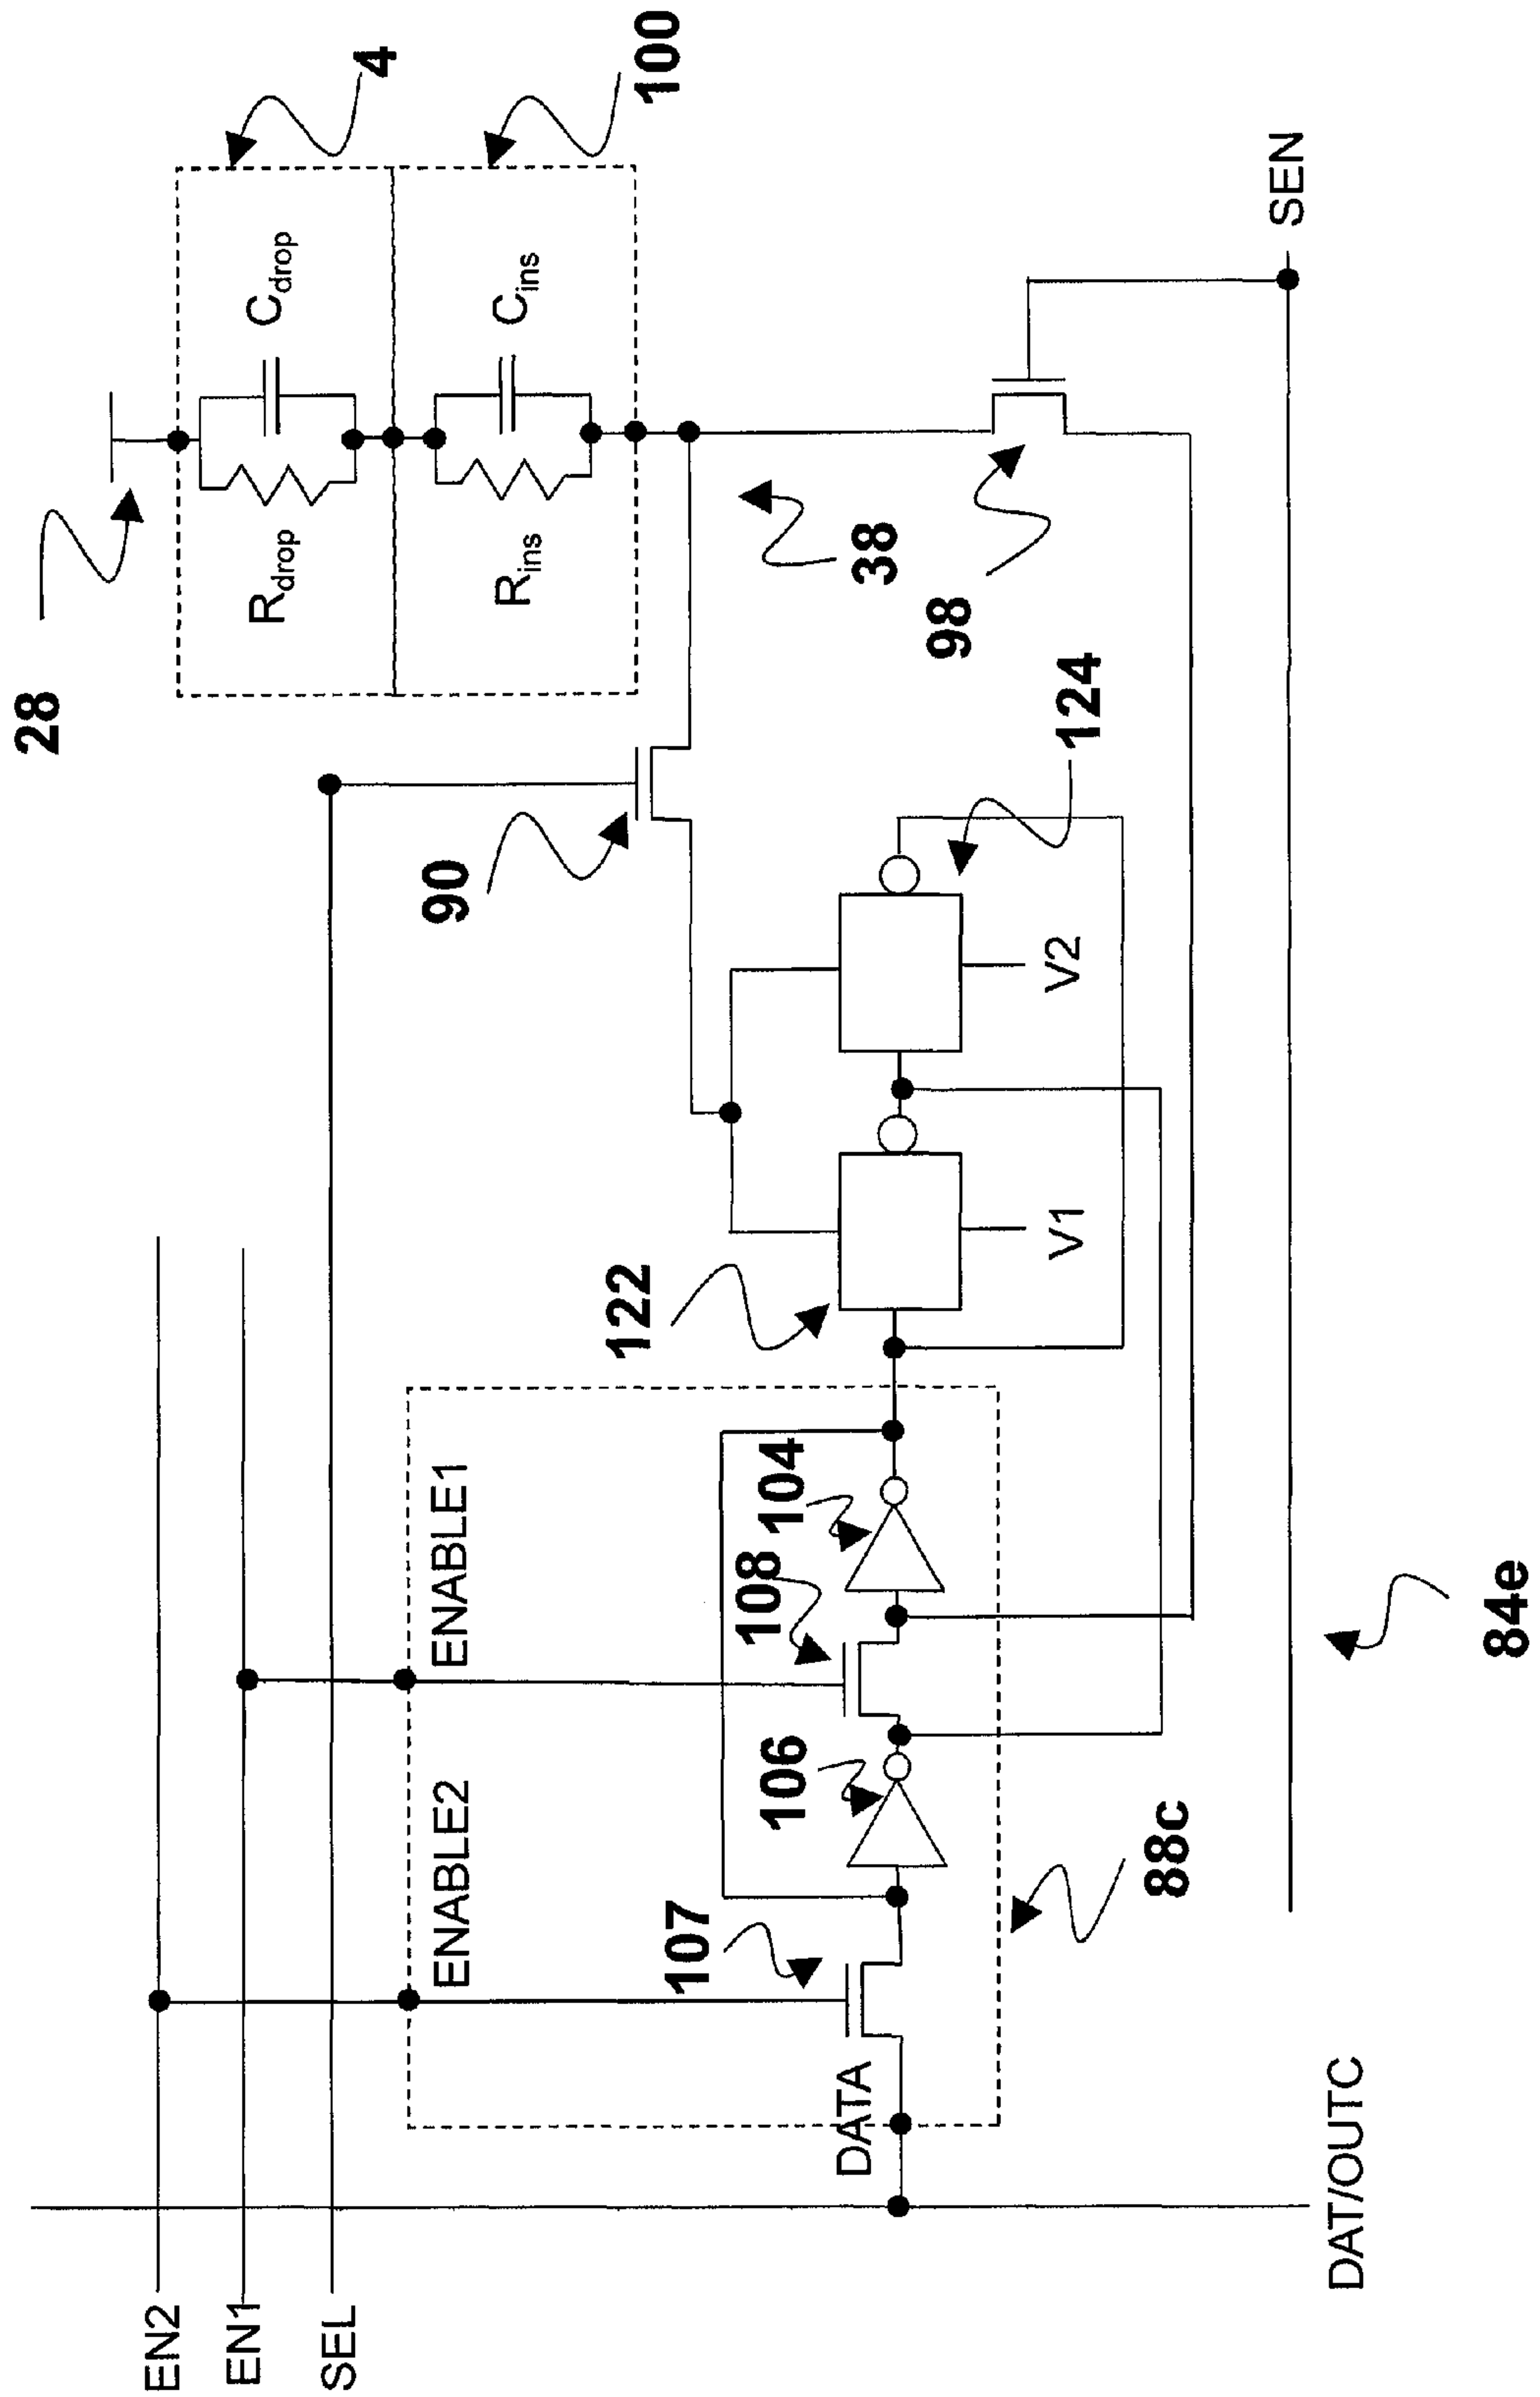 EN2
EN1
SEL
ENABLE2
ENABLE1
28
4
100
R_drop
C_drop
R_ins
C_ins
90
38
98
122
124
V1
V2
107
106
108
104
DATA
88c
SEN
DAT/OUTC
84e